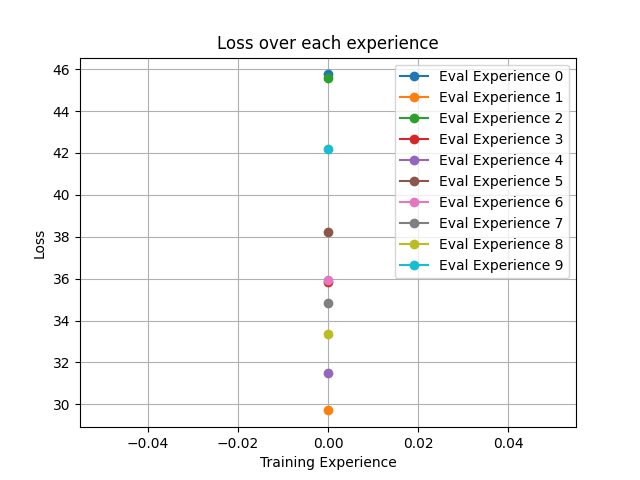 Loss over each experience
46
44
42
40
38
36
34
32
30
Loss
−0.04
−0.02
0.00
0.02
0.04
Training Experience
Eval Experience 0
Eval Experience 1
Eval Experience 2
Eval Experience 3
Eval Experience 4
Eval Experience 5
Eval Experience 6
Eval Experience 7
Eval Experience 8
Eval Experience 9